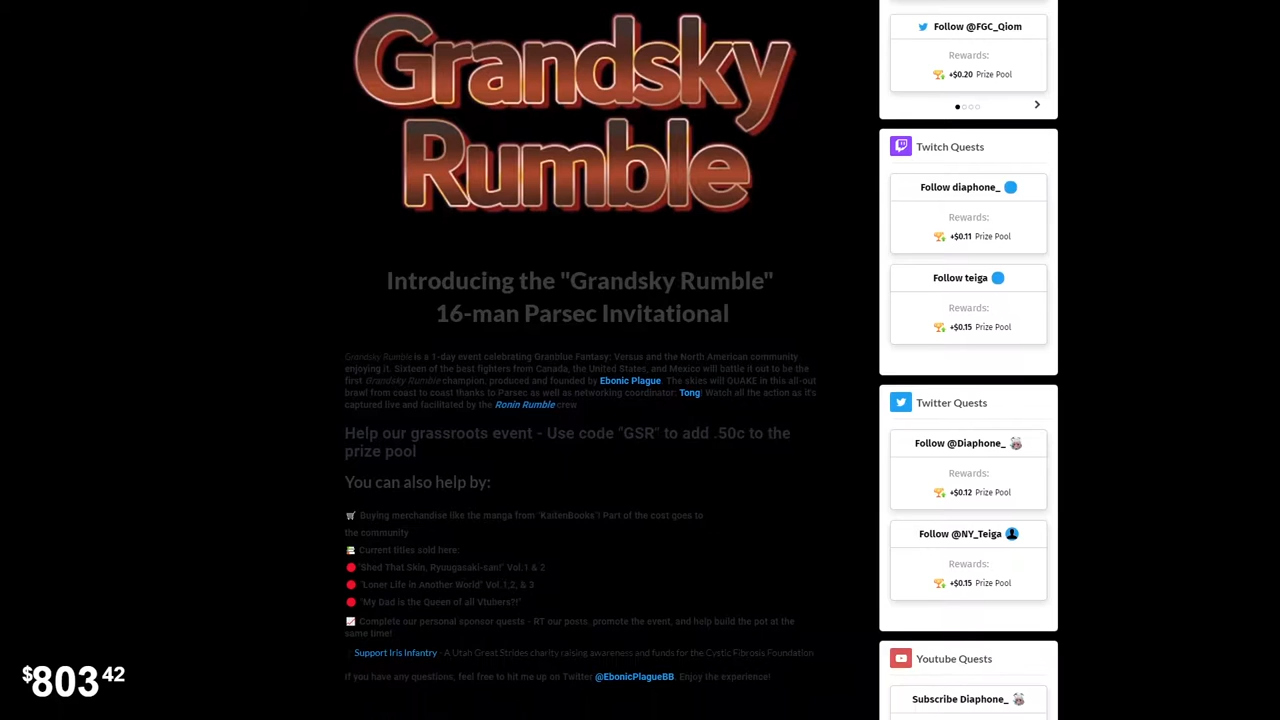 Grandsky
Rumble
Introducing the "Grandsky Rumble"
16-man Parsec Invitational
Grandsky Rumble is a 1-day event celebrating Granblue Fantasy: Versus and the North American community
enjoying it. Sixteen of the best fighters from Canada, the United States, and Mexico will battle it out to be the
first Grandsky Rumble champion, produced and founded by Ebonic Plague. The skies will QUAKE in this all-out
brawl from coast to coast thanks to Parsec as well as networking coordinator: Tong! Watch all the action as it's
captured live and facilitated by the Ronin Rumble crew
Help our grassroots event - Use code "GSR" to add .50c to the
prize pool
You can also help by:
Buying merchandise like the manga from "KaitenBooks"! Part of the cost goes to
the community
Current titles sold here:
"Shed That Skin, Ryuugasaki-san!" Vol.1 & 2
"Loner Life in Another World" Vol.1,2, & 3
"My Dad is the Queen of all Vtubers?!"
Complete our personal sponsor quests - RT our posts, promote the event, and help build the pot at the
same time!
Support Iris Infantry - A Utah Great Strides charity raising awareness and funds for the Cystic Fibrosis Foundation
If you have any questions, feel free to hit me up on Twitter @EbonicPlagueBB. Enjoy the experience!
$803 42
Follow @FGC_Qiom
Rewards:
+$0.20 Prize Pool
Twitch Quests
Follow diaphone_
Rewards:
+$0.11 Prize Pool
Follow teiga
Rewards:
+$0.15 Prize Pool
Twitter Quests
Follow @Diaphone_
Rewards:
+$0.12 Prize Pool
Follow @NY_Teiga
Rewards:
+$0.15 Prize Pool
Youtube Quests
Subscribe Diaphone_